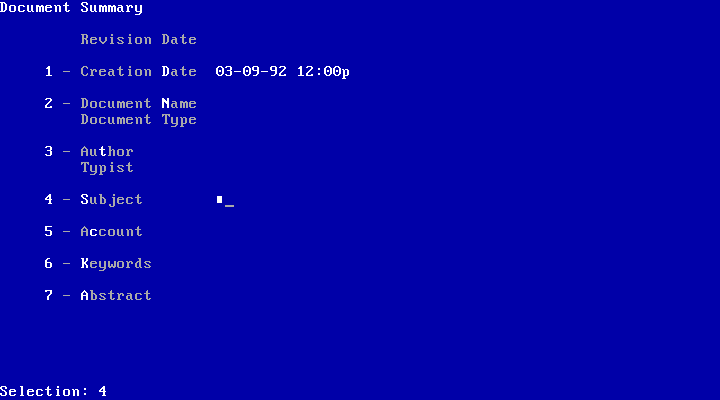 Document Summary
Revision Date
1 - Creation Date 03-09-92 12:00p
2 - Document Name
Document Type
3 - Author
Typist
4 - Subject ▪_
5 - Account
6 - Keywords
7 - Abstract
Selection: 4